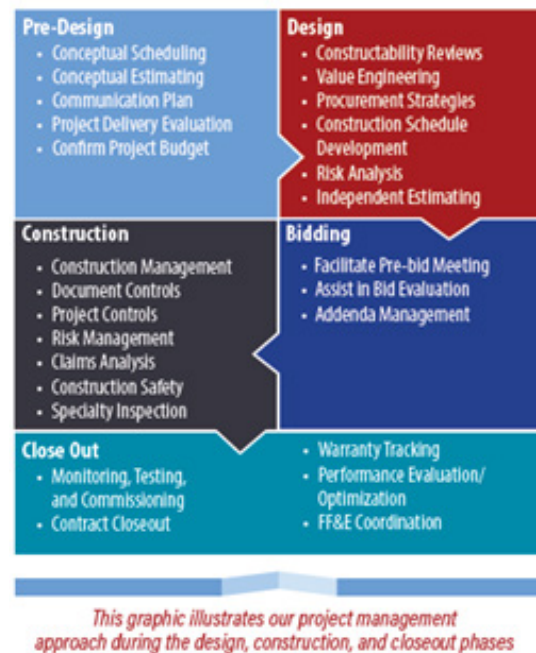 Pre-Design
• Conceptual Scheduling
• Conceptual Estimating
• Communication Plan
• Project Delivery Evaluation
• Confirm Project Budget
Design
• Constructability Reviews
• Value Engineering
• Procurement Strategies
• Construction Schedule
Development
• Risk Analysis
• Independent Estimating
Construction
• Construction Management
• Document Controls
• Project Controls
• Risk Management
• Claims Analysis
• Construction Safety
• Specialty Inspection
Bidding
• Facilitate Pre-bid Meeting
• Assist in Bid Evaluation
• Addenda Management
Close Out
• Monitoring, Testing,
and Commissioning
• Contract Closeout
• Warranty Tracking
• Performance Evaluation/
Optimization
• FF&E Coordination
This graphic illustrates our project management
approach during the design, construction, and closeout phases